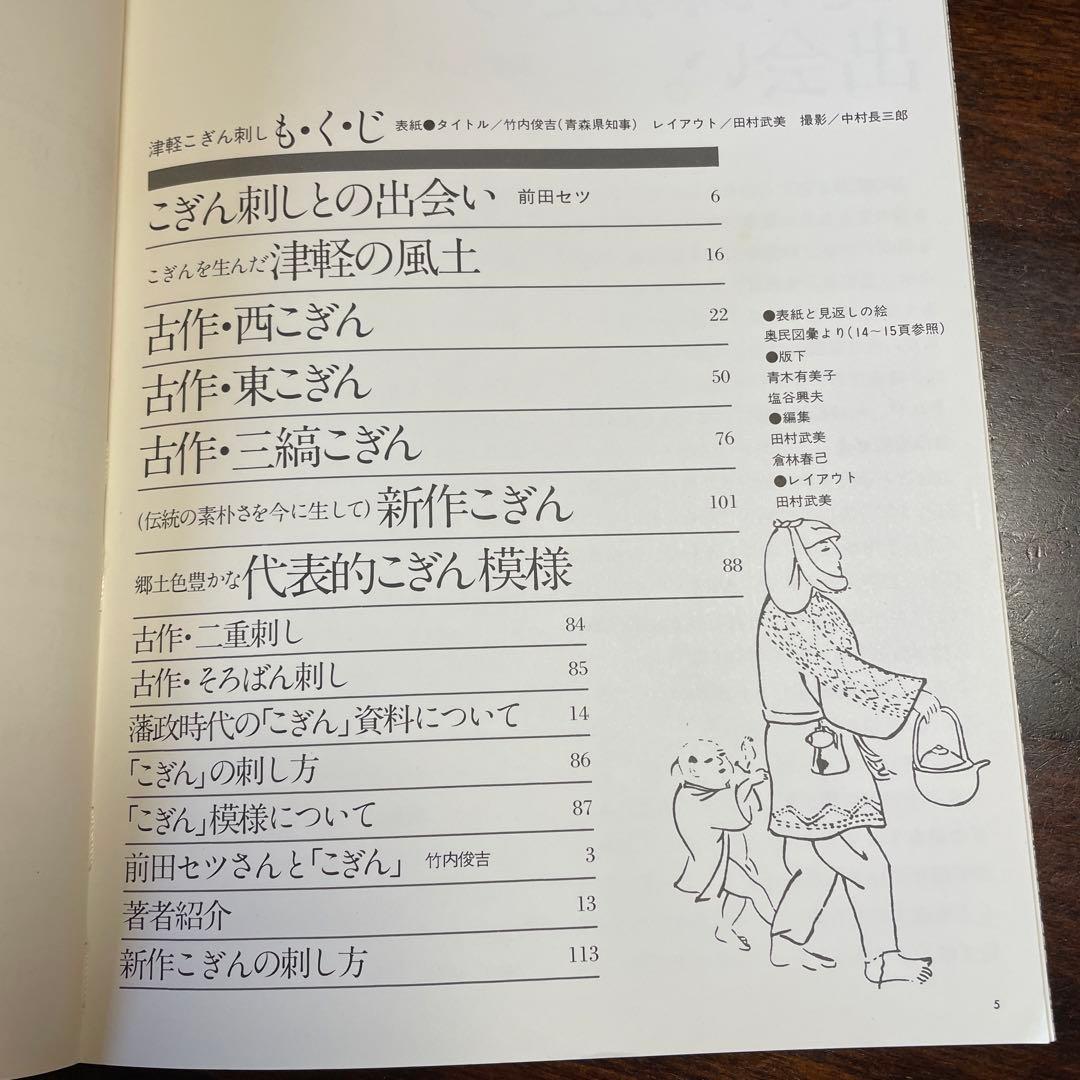 津軽こぎん刺し も・く・じ 表紙●タイトル/竹内俊吉(青森県知事) レイアウト/田村武美 撮影/中村長三郎
こぎん刺しとの出会い 前田セツ 6
こぎんを生んだ津軽の風土 16
古作・西こぎん 22
古作・東こぎん 50
古作・三縞こぎん 76
(伝統の素朴さを今に生して)新作こぎん 101
郷土色豊かな代表的こぎん模様 88
古作・二重刺し 84
古作・そろばん刺し 85
藩政時代の「こぎん」資料について 14
「こぎん」の刺し方 86
「こぎん」模様について 87
前田セツさんと「こぎん」 竹内俊吉 3
著者紹介 13
新作こぎんの刺し方 113
●表紙と見返しの絵
奥民図彙より(14〜15頁参照)
●版下
青木有美子
塩谷興夫
●編集
田村武美
倉林春己
●レイアウト
田村武美
5
出会い